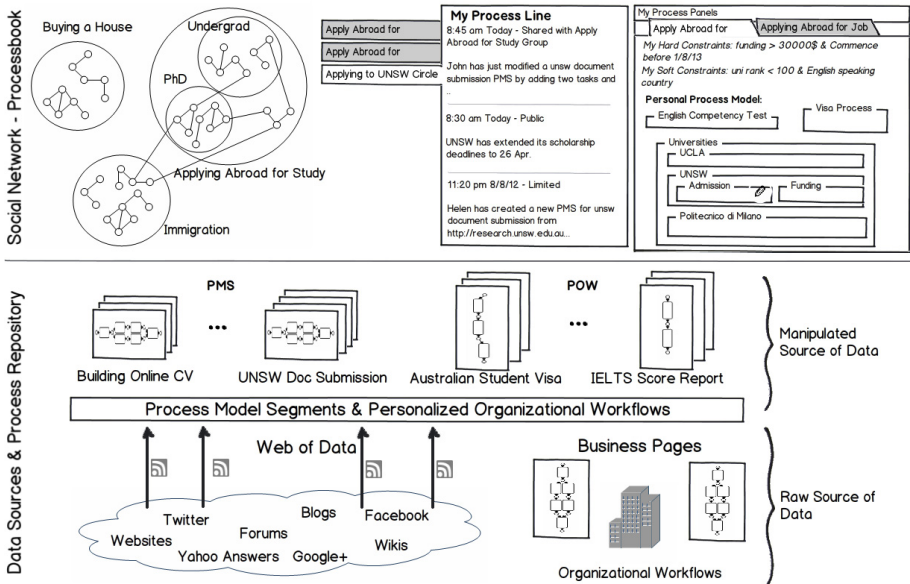 Social Network - Processbook
Buying a House
Undergrad
PhD
Applying Abroad for Study
Immigration
Apply Abroad for
Apply Abroad for
Applying to UNSW Circle
My Process Line
8:45 am Today - Shared with Apply
Abroad for Study Group
John has just modified a unsw document
submission PMS by adding two tasks and
..
8:30 am Today - Public
UNSW has extended its scholarship
deadlines to 26 Apr.
11:20 pm 8/8/12 - Limited
Helen has created a new PMS for unsw
document submission from
http://research.unsw.edu.au...
My Process Panels
Apply Abroad for
Applying Abroad for Job
My Hard Constraints: funding > 30000$ & Commence
before 1/8/13
My Soft Constraints: uni rank < 100 & English speaking
country
Personal Process Model:
English Competency Test
Visa Process
Universities
UCLA
UNSW
Admission
Funding
Politecnico di Milano
Data Sources & Process Repository
PMS
POW
...
...
Building Online CV
UNSW Doc Submission
Australian Student Visa
IELTS Score Report
Manipulated
Source of Data
Process Model Segments & Personalized Organizational Workflows
Web of Data
Business Pages
Twitter
Blogs
Facebook
Websites
Forums
Wikis
Yahoo Answers
Google+
Organizational Workflows
Raw Source of
Data